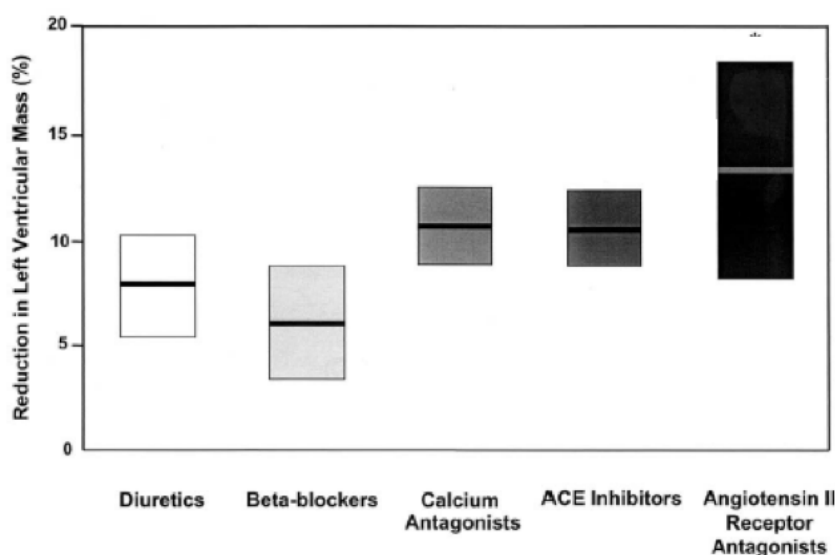 Reduction in Left Ventricular Mass (%)
20
15
10
5
0
*
Diuretics
Beta-blockers
Calcium
Antagonists
ACE Inhibitors
Angiotensin II
Receptor
Antagonists